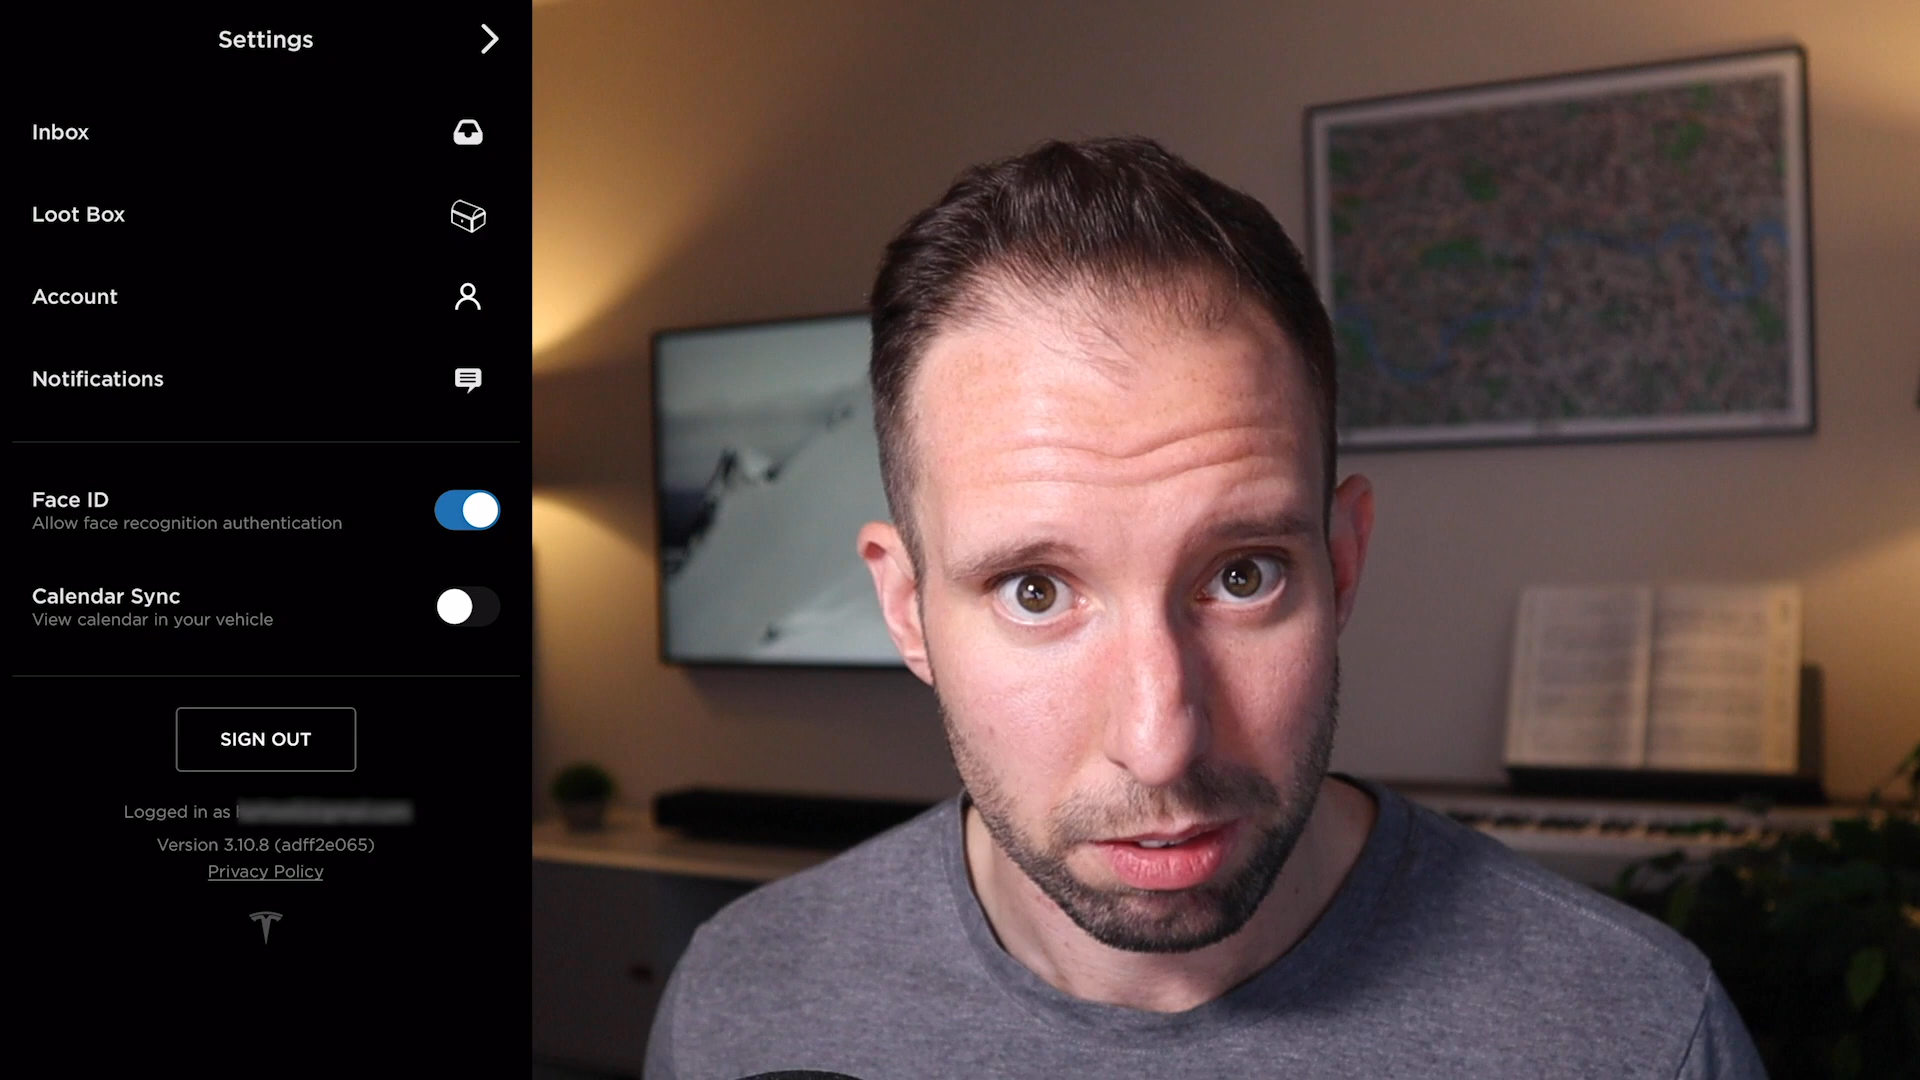 Settings
Inbox
Loot Box
Account
Notifications
Face ID
Allow face recognition authentication
Calendar Sync
View calendar in your vehicle
SIGN OUT
Logged in as
Version 3.10.8 (adff2e065)
Privacy Policy